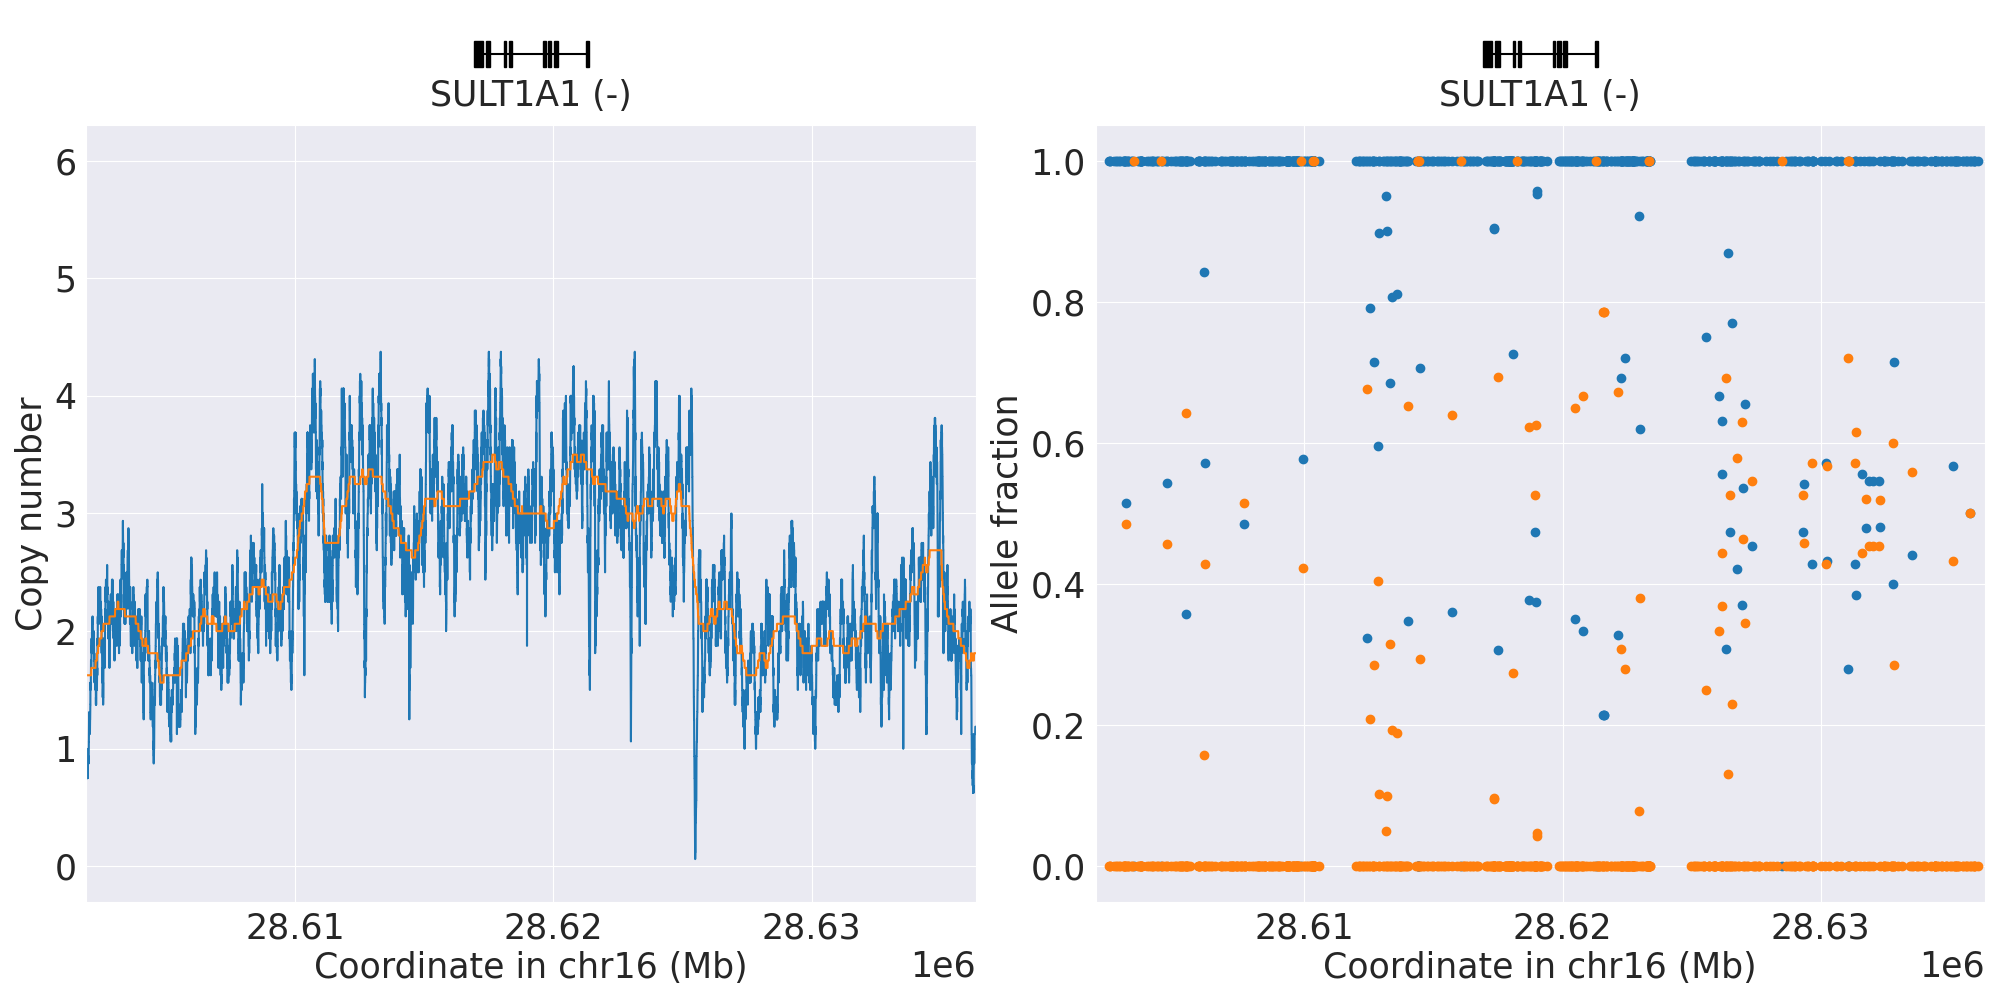 SULT1A1 (-)
6
5
4
3
2
1
0
Copy number
28.61
28.62
28.63
Coordinate in chr16 (Mb)
1e6
SULT1A1 (-)
1.0
0.8
0.6
0.4
0.2
0.0
Allele fraction
28.61
28.62
28.63
Coordinate in chr16 (Mb)
1e6